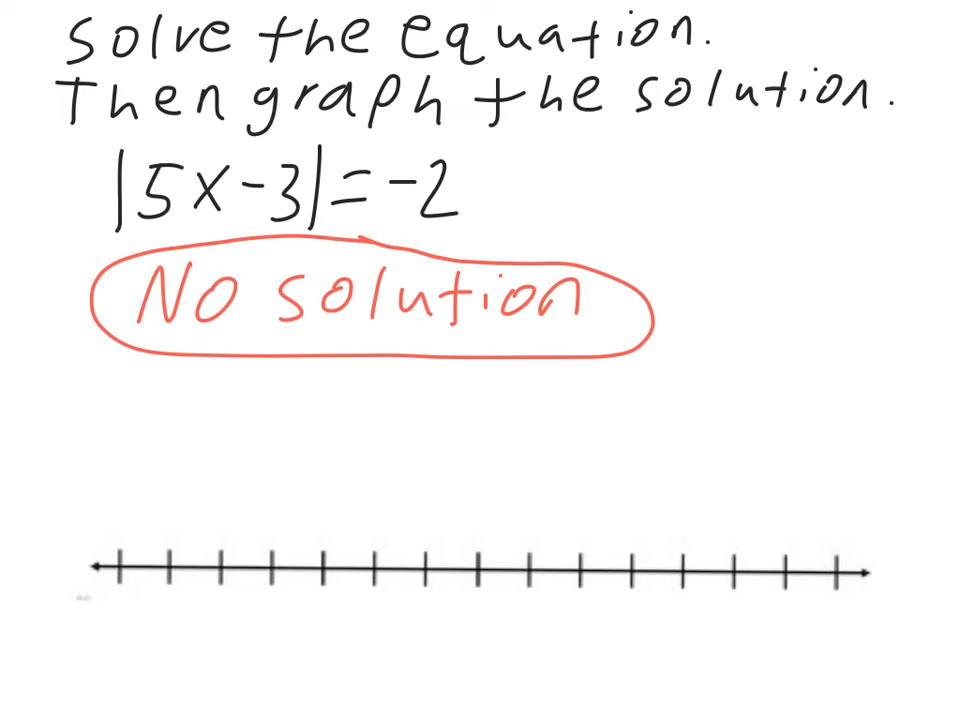 solve the equation.
Then graph the solution.
|5x-3|=-2
No solution